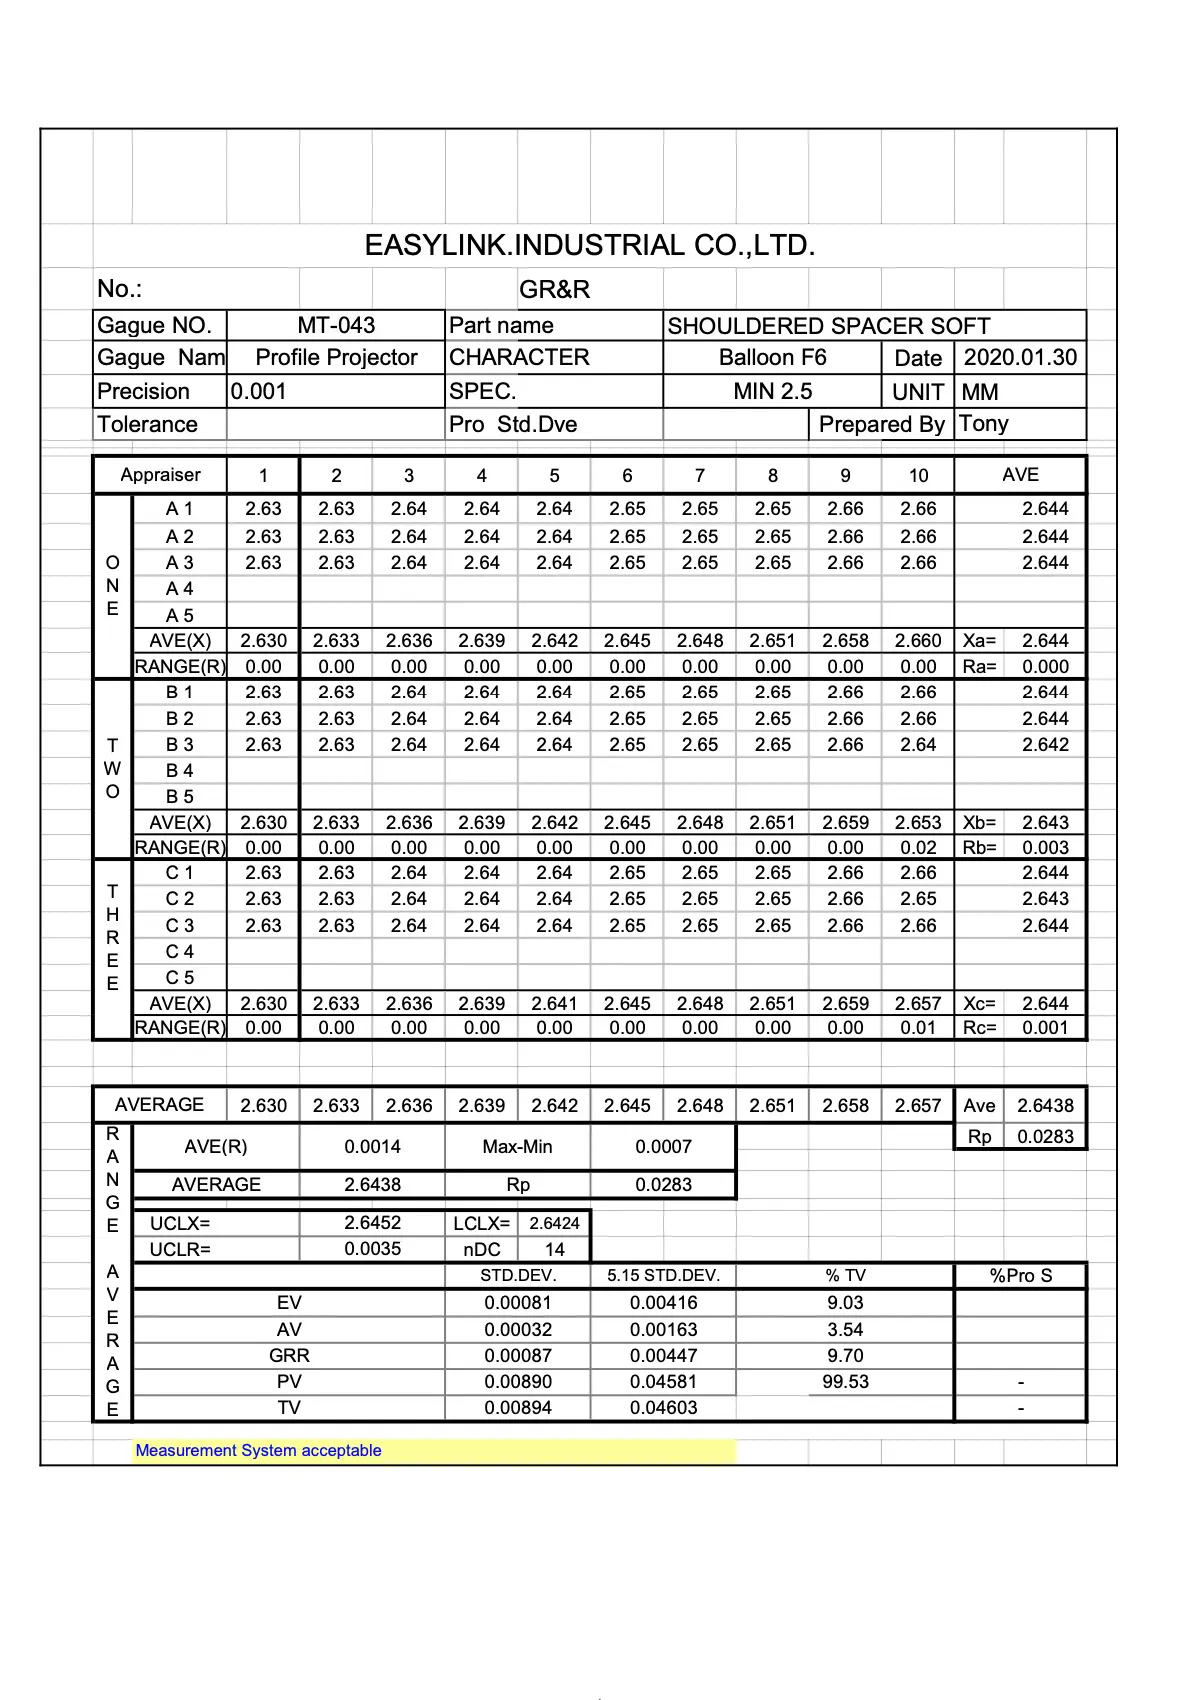 EASYLINK.INDUSTRIAL CO.,LTD.
No.: GR&R
Gague NO. MT-043 Part name SHOULDERED SPACER SOFT
Gague Nam Profile Projector CHARACTER Balloon F6 Date 2020.01.30
Precision 0.001 SPEC. MIN 2.5 UNIT MM
Tolerance Pro Std.Dve Prepared By Tony
Appraiser 1 2 3 4 5 6 7 8 9 10 AVE
ONE
A 1 2.63 2.63 2.64 2.64 2.64 2.65 2.65 2.65 2.66 2.66 2.644
A 2 2.63 2.63 2.64 2.64 2.64 2.65 2.65 2.65 2.66 2.66 2.644
A 3 2.63 2.63 2.64 2.64 2.64 2.65 2.65 2.65 2.66 2.66 2.644
A 4
A 5
AVE(X) 2.630 2.633 2.636 2.639 2.642 2.645 2.648 2.651 2.658 2.660 Xa= 2.644
RANGE(R) 0.00 0.00 0.00 0.00 0.00 0.00 0.00 0.00 0.00 0.00 Ra= 0.000
TWO
B 1 2.63 2.63 2.64 2.64 2.64 2.65 2.65 2.65 2.66 2.66 2.644
B 2 2.63 2.63 2.64 2.64 2.64 2.65 2.65 2.65 2.66 2.66 2.644
B 3 2.63 2.63 2.64 2.64 2.64 2.65 2.65 2.65 2.66 2.64 2.642
B 4
B 5
AVE(X) 2.630 2.633 2.636 2.639 2.642 2.645 2.648 2.651 2.659 2.653 Xb= 2.643
RANGE(R) 0.00 0.00 0.00 0.00 0.00 0.00 0.00 0.00 0.00 0.02 Rb= 0.003
THREE
C 1 2.63 2.63 2.64 2.64 2.64 2.65 2.65 2.65 2.66 2.66 2.644
C 2 2.63 2.63 2.64 2.64 2.64 2.65 2.65 2.65 2.66 2.65 2.643
C 3 2.63 2.63 2.64 2.64 2.64 2.65 2.65 2.65 2.66 2.66 2.644
C 4
C 5
AVE(X) 2.630 2.633 2.636 2.639 2.641 2.645 2.648 2.651 2.659 2.657 Xc= 2.644
RANGE(R) 0.00 0.00 0.00 0.00 0.00 0.00 0.00 0.00 0.00 0.01 Rc= 0.001
AVERAGE 2.630 2.633 2.636 2.639 2.642 2.645 2.648 2.651 2.658 2.657 Ave 2.6438
Rp 0.0283
RANGE AVERAGE
AVE(R) 0.0014 Max-Min 0.0007
AVERAGE 2.6438 Rp 0.0283
UCLX= 2.6452 LCLX= 2.6424
UCLR= 0.0035 nDC 14
STD.DEV. 5.15 STD.DEV. % TV %Pro S
EV 0.00081 0.00416 9.03
AV 0.00032 0.00163 3.54
GRR 0.00087 0.00447 9.70
PV 0.00890 0.04581 99.53 -
TV 0.00894 0.04603 -
Measurement System acceptable